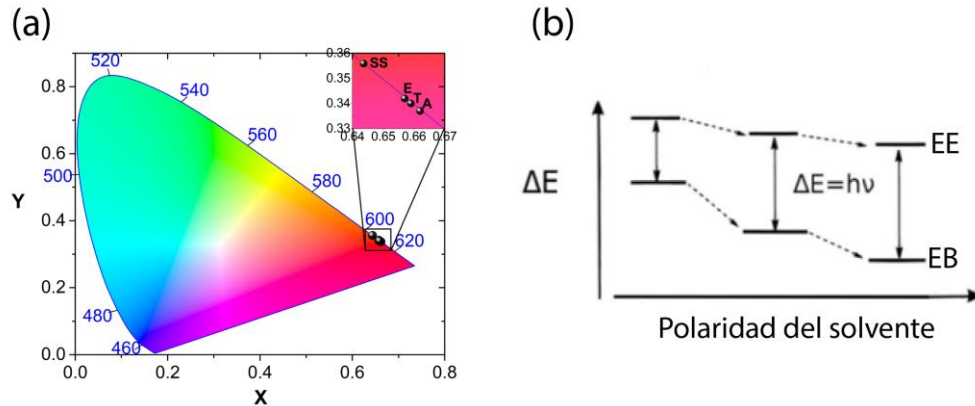 (a)
520
540
560
580
600
620
500
480
460
0.8
0.6
0.4
0.2
0.0
Y
0.0 0.2 0.4 0.6 0.8
X
0.36
0.35
0.34
0.33
0.64 0.65 0.66 0.67
SS
E T A
(b)
ΔE
EE
ΔE=hν
EB
Polaridad del solvente